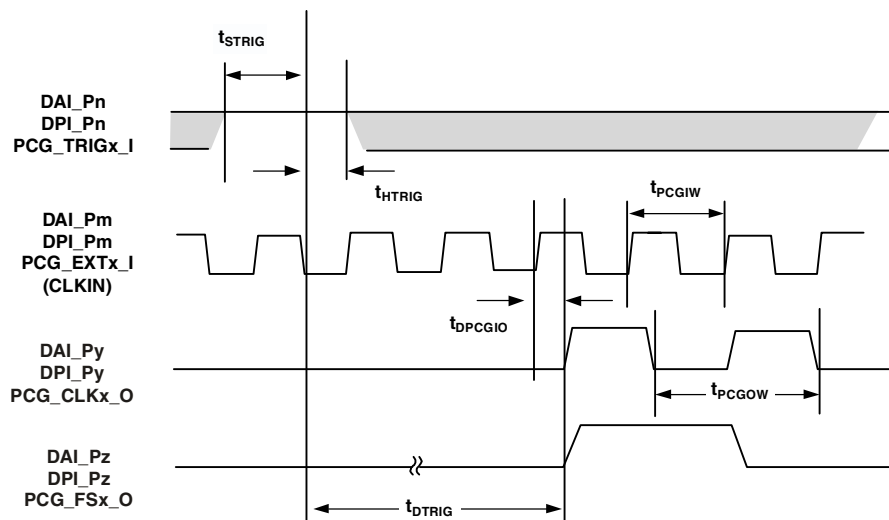 tSTRIG
DAI_Pn
DPI_Pn
PCG_TRIGx_I
tHTRIG
tPCGIW
DAI_Pm
DPI_Pm
PCG_EXTx_I
(CLKIN)
tDPCGIO
DAI_Py
DPI_Py
PCG_CLKx_O
tPCGOW
DAI_Pz
DPI_Pz
PCG_FSx_O
tDTRIG